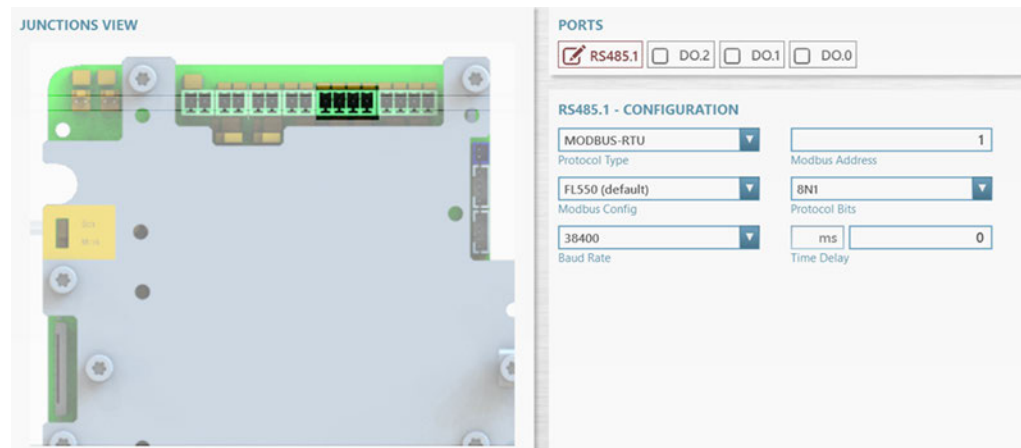 JUNCTIONS VIEW
PORTS
RS485.1 DO.2 DO.1 DO.0
RS485.1 - CONFIGURATION
MODBUS-RTU 1
Protocol Type Modbus Address
FL550 (default) 8N1
Modbus Config Protocol Bits
38400 ms 0
Baud Rate Time Delay